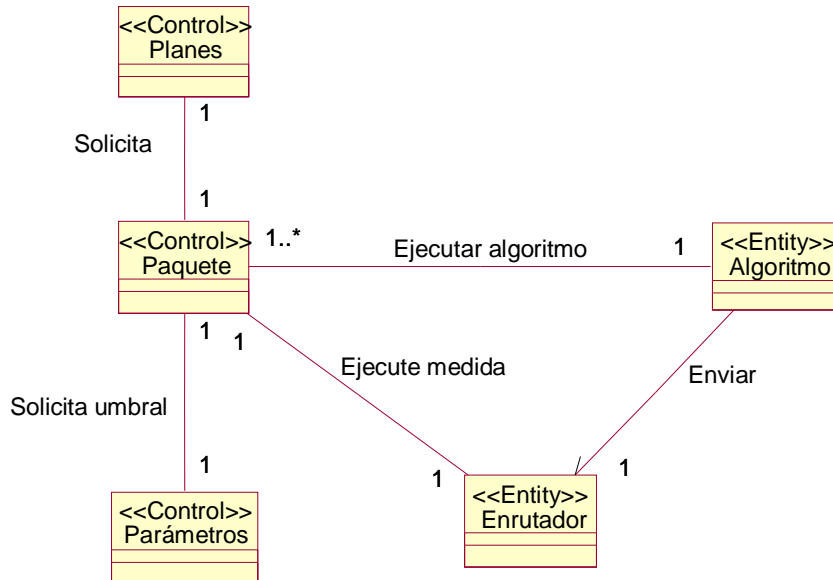 <<Control>>
Planes
1
Solicita
1
<<Control>>
Paquete
1..*
Ejecutar algoritmo
1
<<Entity>>
Algoritmo
1
1
Ejecute medida
Enviar
Solicita umbral
1
1
1
<<Control>>
Parámetros
<<Entity>>
Enrutador